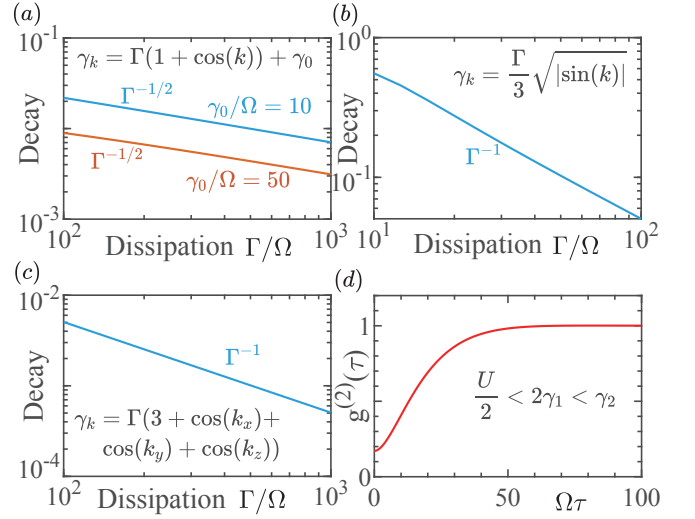 (a)
10^{-1}
γ_k = Γ(1 + cos(k)) + γ_0
Γ^{-1/2}
γ_0/Ω = 10
Γ^{-1/2}
γ_0/Ω = 50
Decay
10^{-3}
10^2
10^3
Dissipation Γ/Ω
(b)
10^0
γ_k = \frac{Γ}{3} \sqrt{|sin(k)|}
Γ^{-1}
Decay
10^{-1}
10^1
10^2
Dissipation Γ/Ω
(c)
10^{-2}
Γ^{-1}
γ_k = Γ(3 + cos(k_x)+
cos(k_y) + cos(k_z))
Decay
10^{-4}
10^2
10^3
Dissipation Γ/Ω
(d)
1
\frac{U}{2} < 2γ_1 < γ_2
g^{(2)}(τ)
0
0
50
100
Ωτ